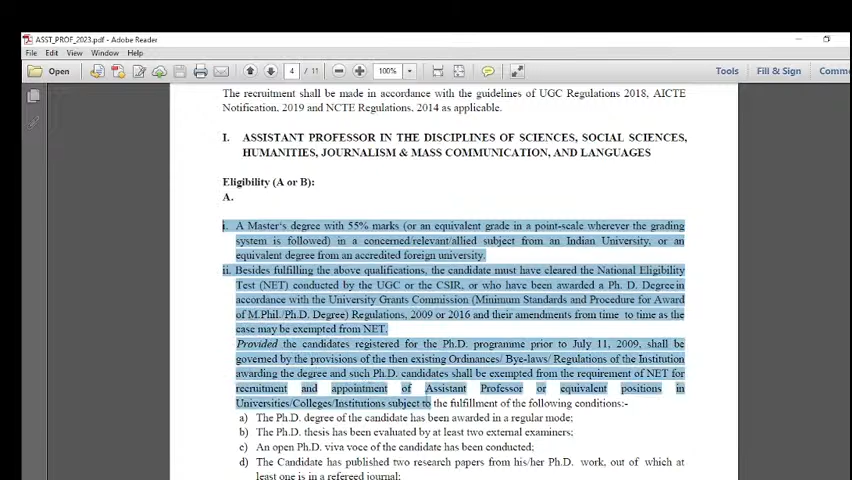 ASST_PROF_2023.pdf - Adobe Reader
File Edit View Window Help
Open 4 / 11 100% Tools Fill & Sign Comme
The recruitment shall be made in accordance with the guidelines of UGC Regulations 2018, AICTE
Notification, 2019 and NCTE Regulations, 2014 as applicable.
I. ASSISTANT PROFESSOR IN THE DISCIPLINES OF SCIENCES, SOCIAL SCIENCES,
HUMANITIES, JOURNALISM & MASS COMMUNICATION, AND LANGUAGES
Eligibility (A or B):
A.
i. A Master's degree with 55% marks (or an equivalent grade in a point-scale wherever the grading
system is followed) in a concerned/relevant/allied subject from an Indian University, or an
equivalent degree from an accredited foreign university.
ii. Besides fulfilling the above qualifications, the candidate must have cleared the National Eligibility
Test (NET) conducted by the UGC or the CSIR, or who have been awarded a Ph. D. Degree in
accordance with the University Grants Commission (Minimum Standards and Procedure for Award
of M.Phil./Ph.D. Degree) Regulations, 2009 or 2016 and their amendments from time to time as the
case may be exempted from NET.
Provided the candidates registered for the Ph.D. programme prior to July 11, 2009, shall be
governed by the provisions of the then existing Ordinances/ Bye-laws/ Regulations of the Institution
awarding the degree and such Ph.D. candidates shall be exempted from the requirement of NET for
recruitment and appointment of Assistant Professor or equivalent positions in
Universities/Colleges/Institutions subject to the fulfillment of the following conditions:-
a) The Ph.D. degree of the candidate has been awarded in a regular mode;
b) The Ph.D. thesis has been evaluated by at least two external examiners;
c) An open Ph.D. viva voce of the candidate has been conducted;
d) The Candidate has published two research papers from his/her Ph.D. work, out of which at
least one is in a refereed journal;